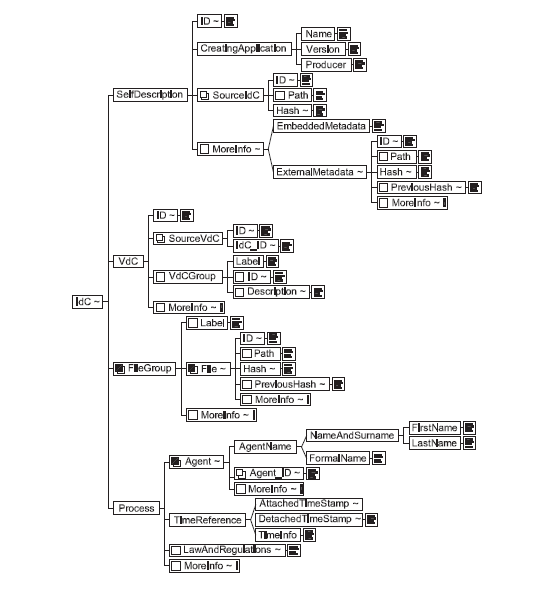 ID ~
CreatingApplication
Name
Version
Producer
SelfDescription
SourceIdC
ID ~
Path
Hash ~
MoreInfo ~
EmbeddedMetadata
ExternalMetadata ~
ID ~
Path
Hash ~
PreviousHash ~
MoreInfo ~
IdC ~
VdC
ID ~
SourceVdC
ID ~
IdC_ID ~
VdCGroup
Label
ID ~
Description ~
MoreInfo ~
FileGroup
Label
File ~
ID ~
Path
Hash ~
PreviousHash ~
MoreInfo ~
MoreInfo ~
Process
Agent ~
AgentName
NameAndSurname
FirstName
LastName
FormalName
Agent_ID ~
MoreInfo ~
TimeReference
AttachedTimeStamp ~
DetachedTimeStamp ~
TimeInfo
LawAndRegulations ~
MoreInfo ~